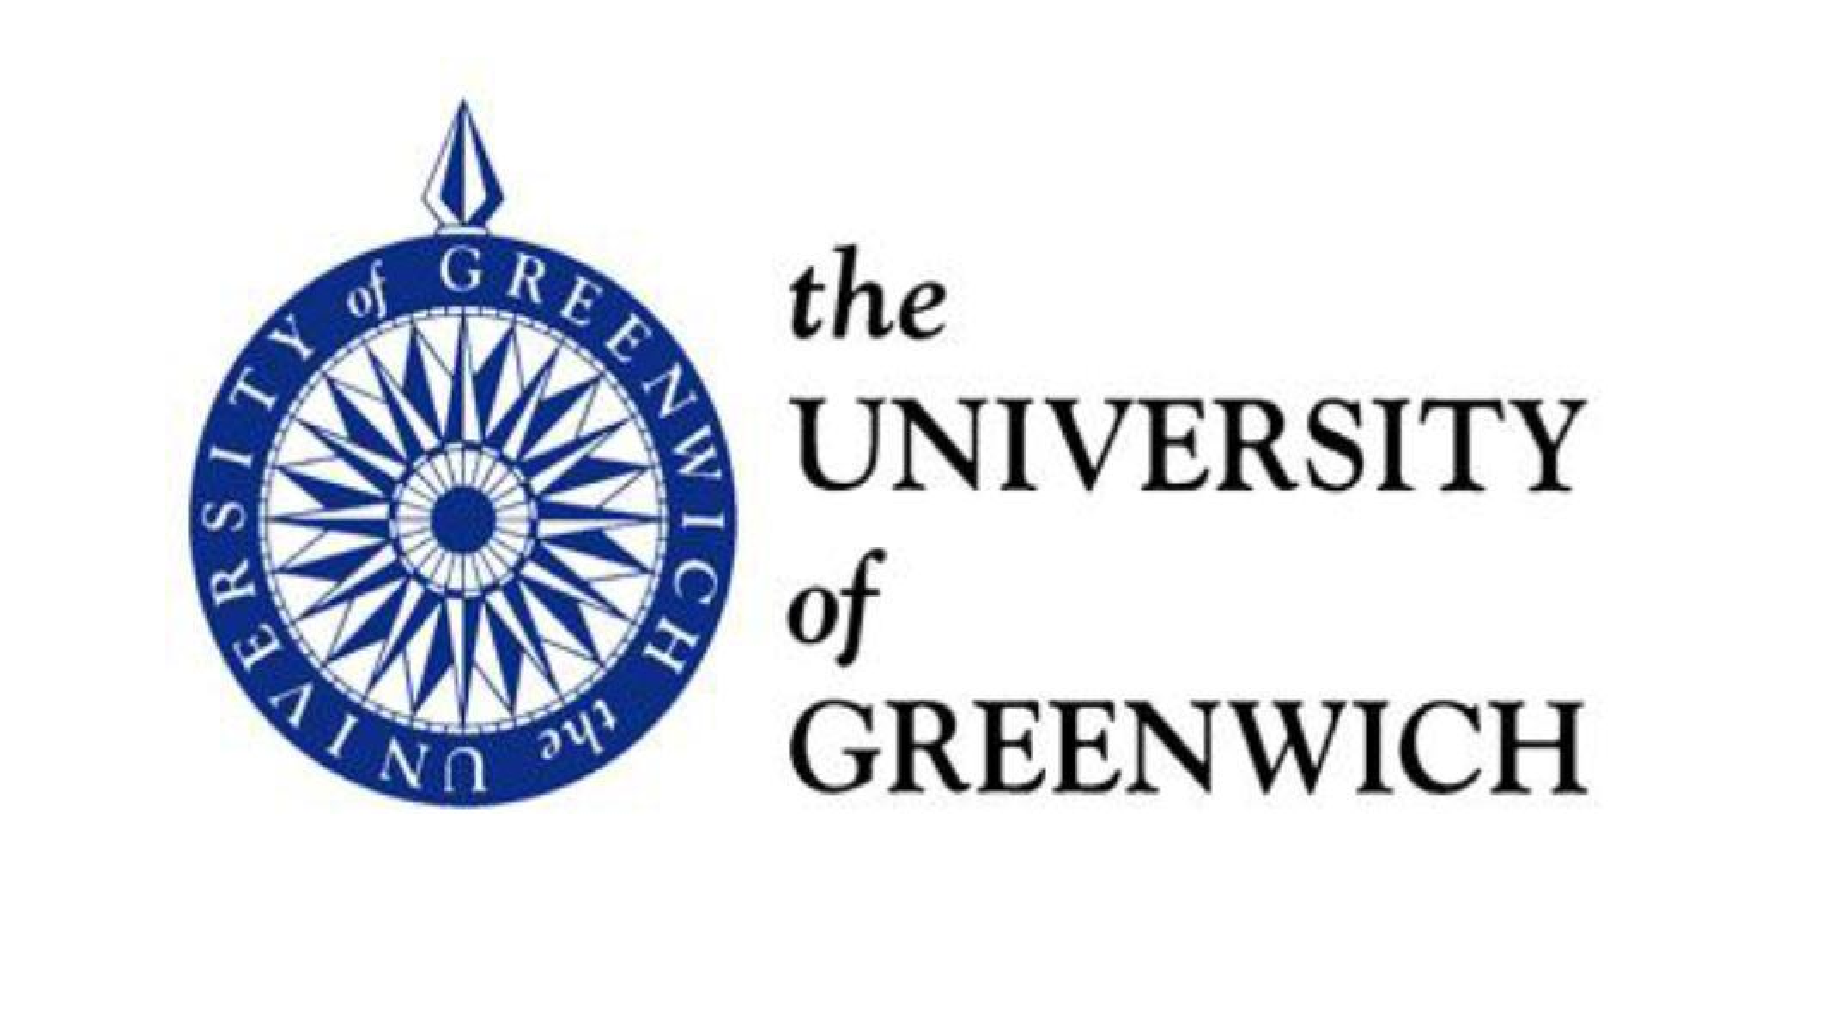 the UNIVERSITY of GREENWICH
the
UNIVERSITY
of
GREENWICH